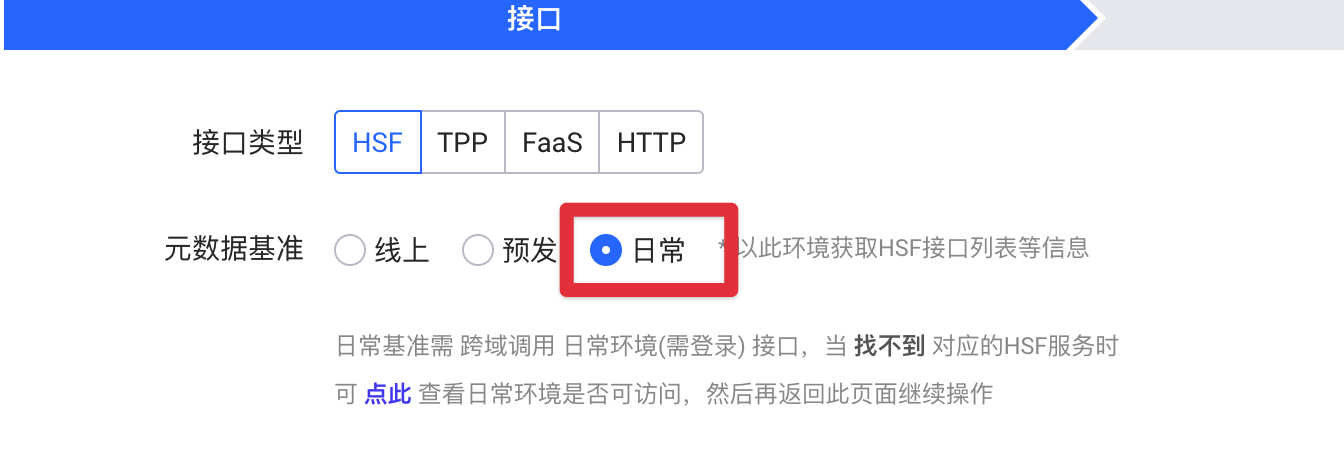 接口
接口类型 HSF TPP FaaS HTTP
元数据基准 线上 预发 日常 *以此环境获取HSF接口列表等信息
日常基准需 跨域调用 日常环境(需登录) 接口，当 找不到 对应的HSF服务时
可 点此 查看日常环境是否可访问，然后再返回此页面继续操作